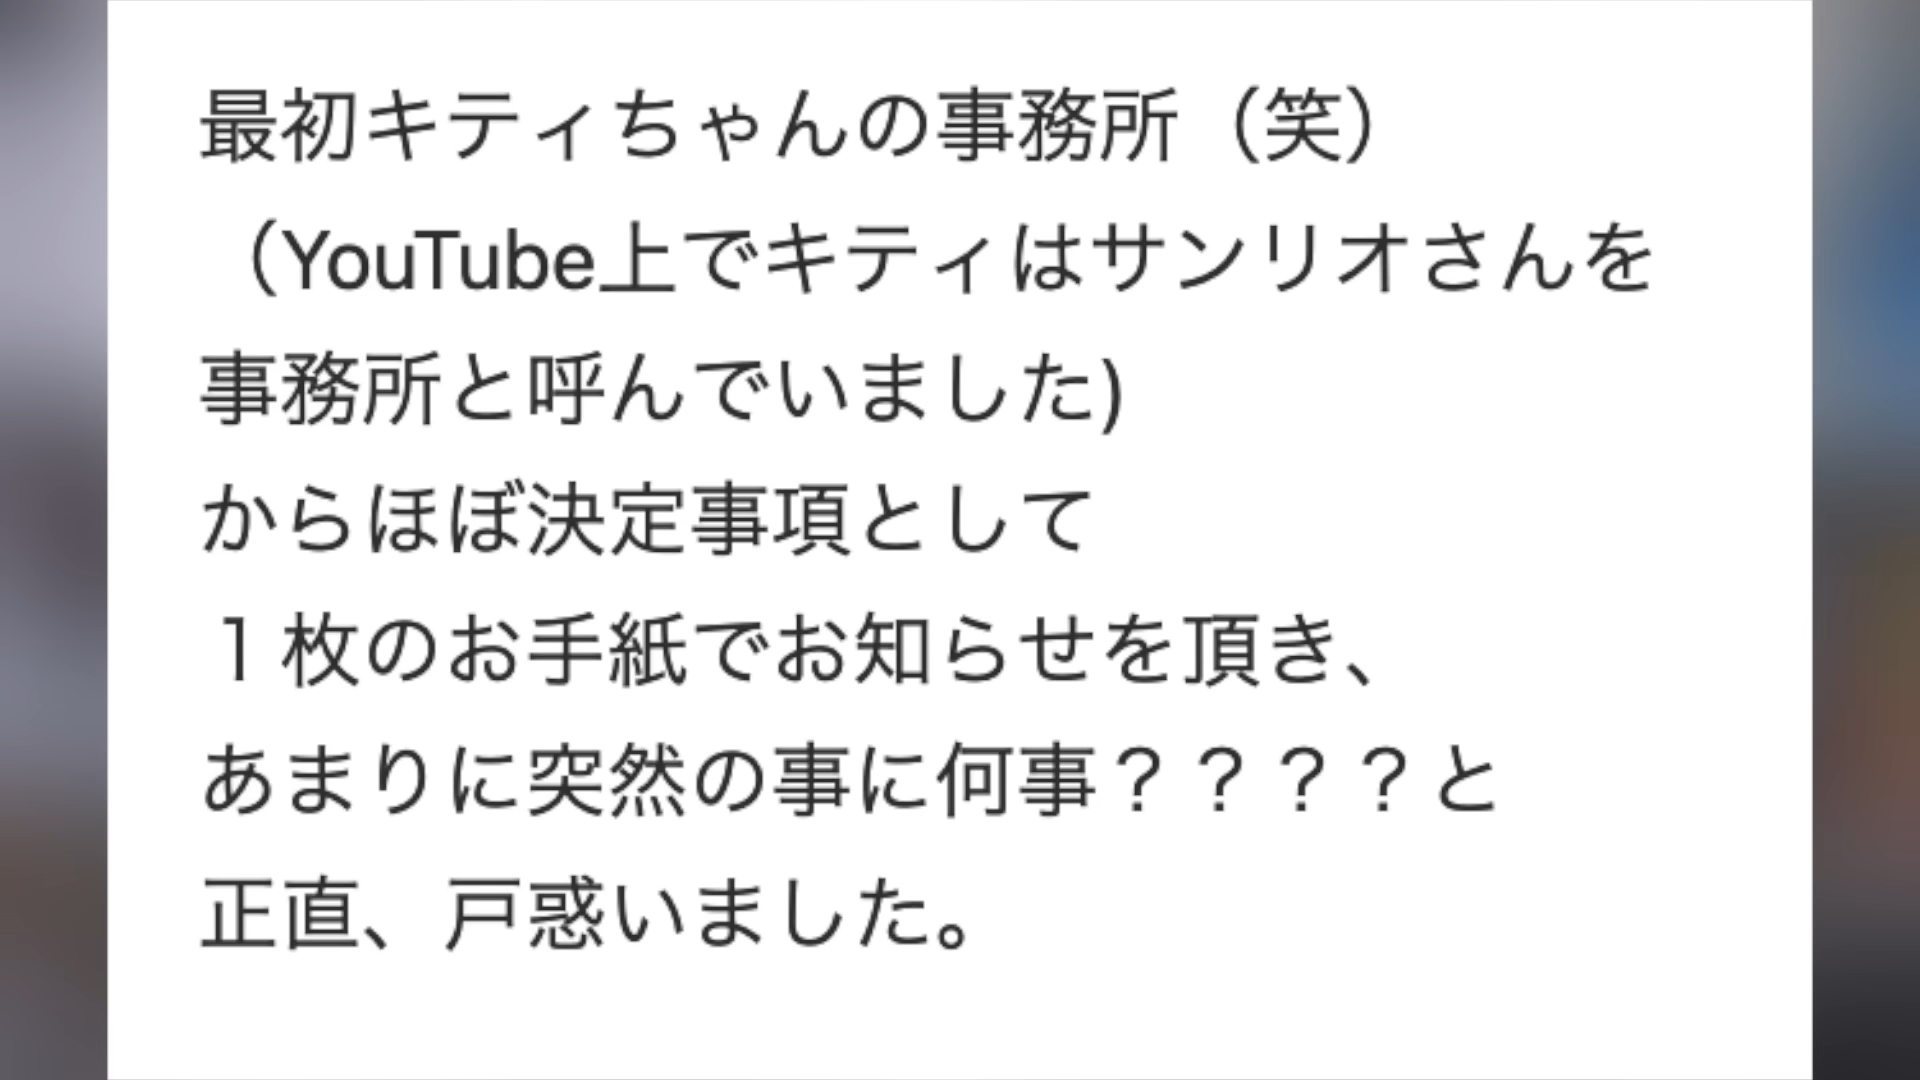 最初キティちゃんの事務所（笑）
（YouTube上でキティはサンリオさんを
事務所と呼んでいました)
からほぼ決定事項として
１枚のお手紙でお知らせを頂き、
あまりに突然の事に何事？？？？と
正直、戸惑いました。